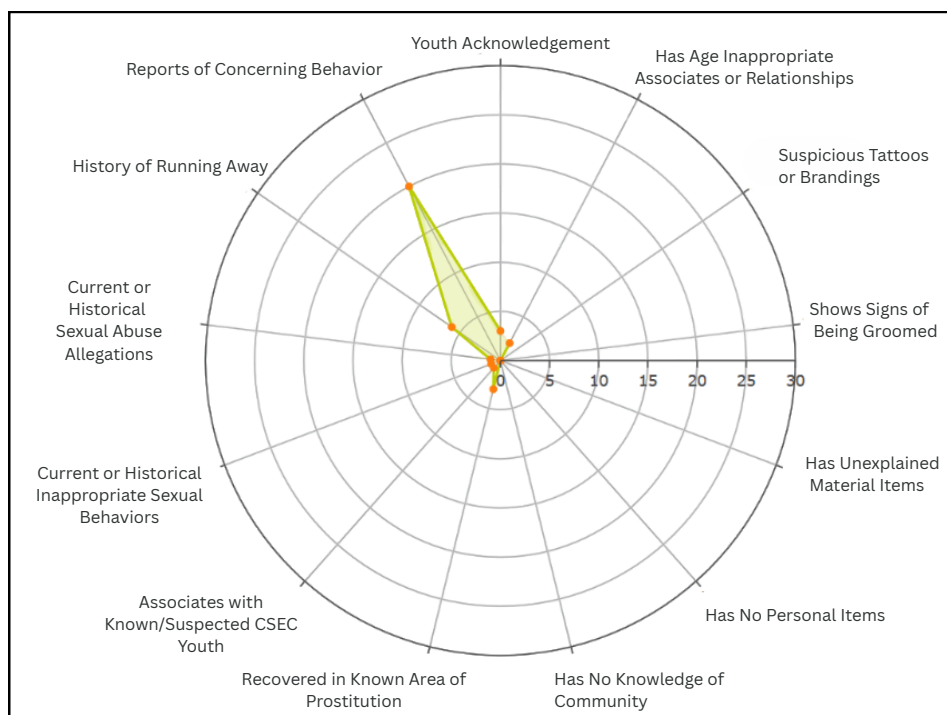 Youth Acknowledgement
Has Age Inappropriate
Associates or Relationships
Suspicious Tattoos
or Brandings
Shows Signs of
Being Groomed
Has Unexplained
Material Items
Has No Personal Items
Has No Knowledge of
Community
Recovered in Known Area of
Prostitution
Associates with
Known/Suspected CSEC
Youth
Current or Historical
Inappropriate Sexual
Behaviors
Current or
Historical
Sexual Abuse
Allegations
History of Running Away
Reports of Concerning Behavior
0 5 10 15 20 25 30